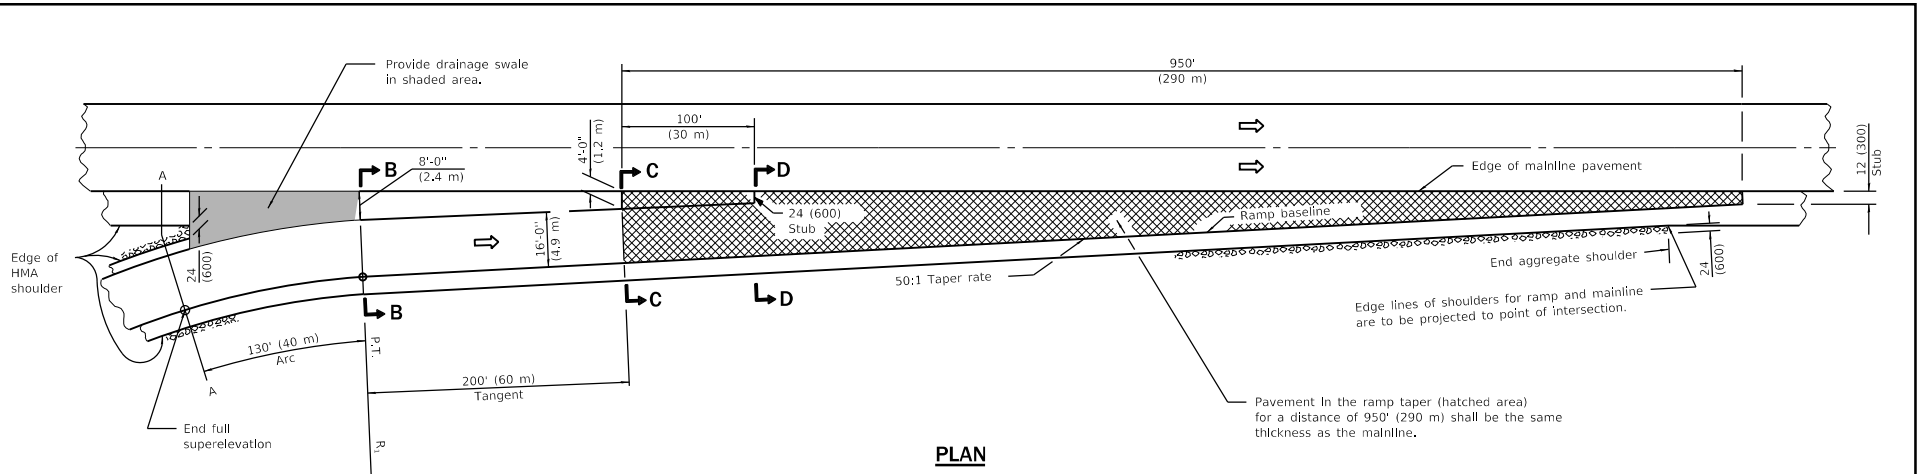 Provide drainage swale
in shaded area.
950'
(290 m)
100'
(30 m)
4'-0"
(1.2 m)
8'-0"
(2.4 m)
B
C
D
A
Edge of mainline pavement
12 (300)
Stub
24 (600)
Stub
Ramp baseline
16'-0"
(4.9 m)
24
(600)
Edge of
HMA
shoulder
50:1 Taper rate
End aggregate shoulder
24
(600)
C
D
B
Edge lines of shoulders for ramp and mainline
are to be projected to point of intersection.
130' (40 m)
Arc
P.T.
200' (60 m)
Tangent
A
End full
superelevation
R1
Pavement in the ramp taper (hatched area)
for a distance of 950' (290 m) shall be the same
thickness as the mainline.
PLAN